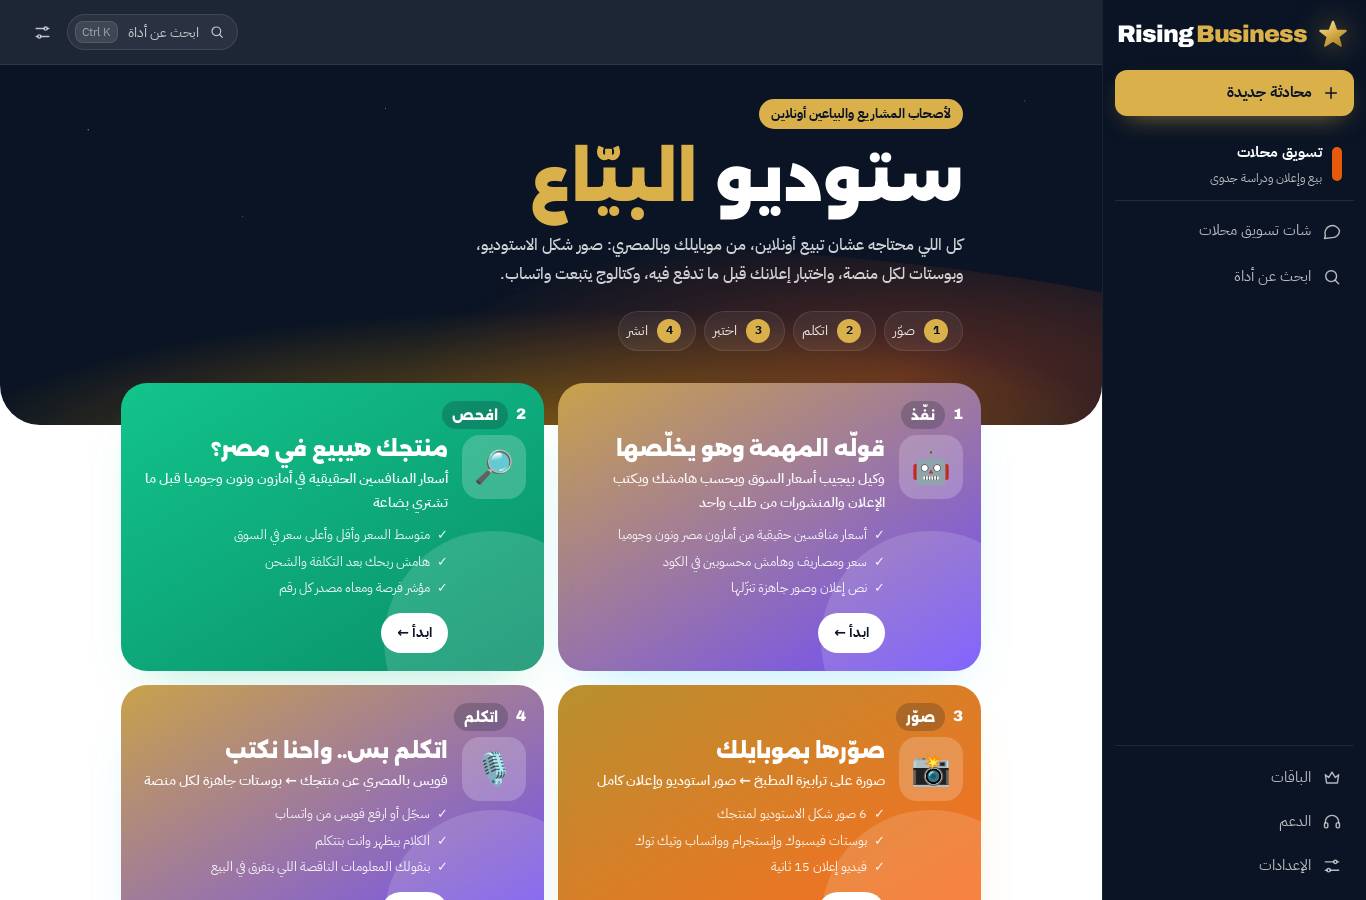 Rising Business
محادثة جديدة
تسويق محلات
بيع وإعلان ودراسة جدوى
شات تسويق محلات
ابحث عن أداة
الباقات
الدعم
الإعدادات
ابحث عن أداة Ctrl K
لأصحاب المشاريع والبياعين أونلاين
ستوديو البيّاع
كل اللي محتاجه عشان تبيع أونلاين، من موبايلك وبالمصري: صور شكل الاستوديو،
وبوستات لكل منصة، واختبار إعلانك قبل ما تدفع فيه، وكتالوج يتبعت واتساب.
1 صوّر 2 اتكلم 3 اختبر 4 انشر
1 نفّذ
قولّه المهمة وهو يخلّصها
وكيل بيجيب أسعار السوق ويحسب هامشك ويكتب
الإعلان والمنشورات من طلب واحد
✓ أسعار منافسين حقيقية من أمازون مصر ونون وجوميا
✓ سعر ومصاريف وهامش محسوبين في الكود
✓ نص إعلان وصور جاهزة تنزّلها
ابدأ ←
2 افحص
منتجك هيبيع في مصر؟
أسعار المنافسين الحقيقية في أمازون ونون وجوميا قبل ما
تشتري بضاعة
✓ متوسط السعر وأقل وأعلى سعر في السوق
✓ هامش ربحك بعد التكلفة والشحن
✓ مؤشر فرصة ومعاه مصدر كل رقم
ابدأ ←
3 صوّر
صوّرها بموبايلك
صورة على ترابيزة المطبخ ← صور استوديو وإعلان كامل
✓ 6 صور شكل الاستوديو لمنتجك
✓ بوستات فيسبوك وإنستجرام وواتساب وتيك توك
✓ فيديو إعلان 15 ثانية
4 اتكلم
اتكلم بس.. واحنا نكتب
فويس بالمصري عن منتجك ← بوستات جاهزة لكل منصة
✓ سجّل أو ارفع فويس من واتساب
✓ الكلام بيظهر وانت بتتكلم
✓ بنقولك المعلومات الناقصة اللي بتفرق في البيع